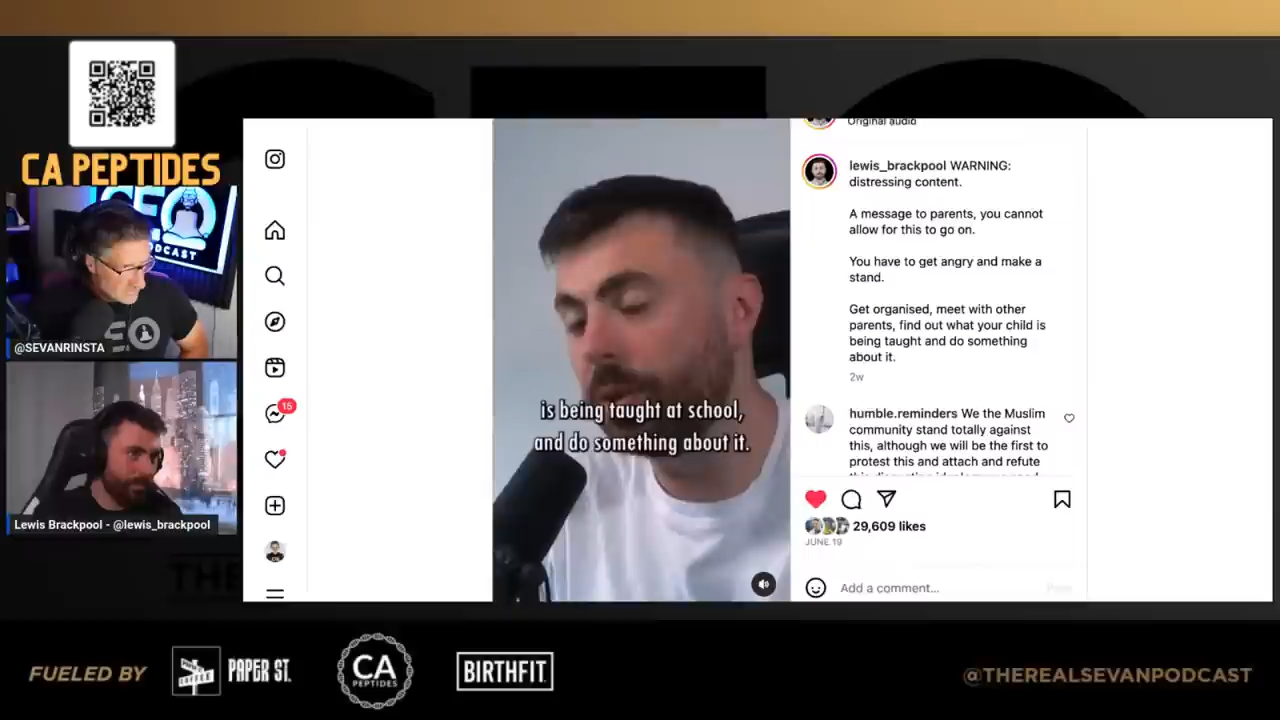 CA PEPTIDES
CEO
PODCAST
CEO
@SEVANRINSTA
Lewis Brackpool - @lewis_brackpool
15
is being taught at school,
and do something about it.
Original audio
lewis_brackpool WARNING:
distressing content.
A message to parents, you cannot
allow for this to go on.
You have to get angry and make a
stand.
Get organised, meet with other
parents, find out what your child is
being taught and do something
about it.
2w
humble.reminders We the Muslim
community stand totally against
this, although we will be the first to
protest this and attach and refute
29,609 likes
JUNE 19
Add a comment...
Post
THE
FUELED BY
PAPER ST.
CA
PEPTIDES
BIRTHFIT
@THEREALSEVANPODCAST